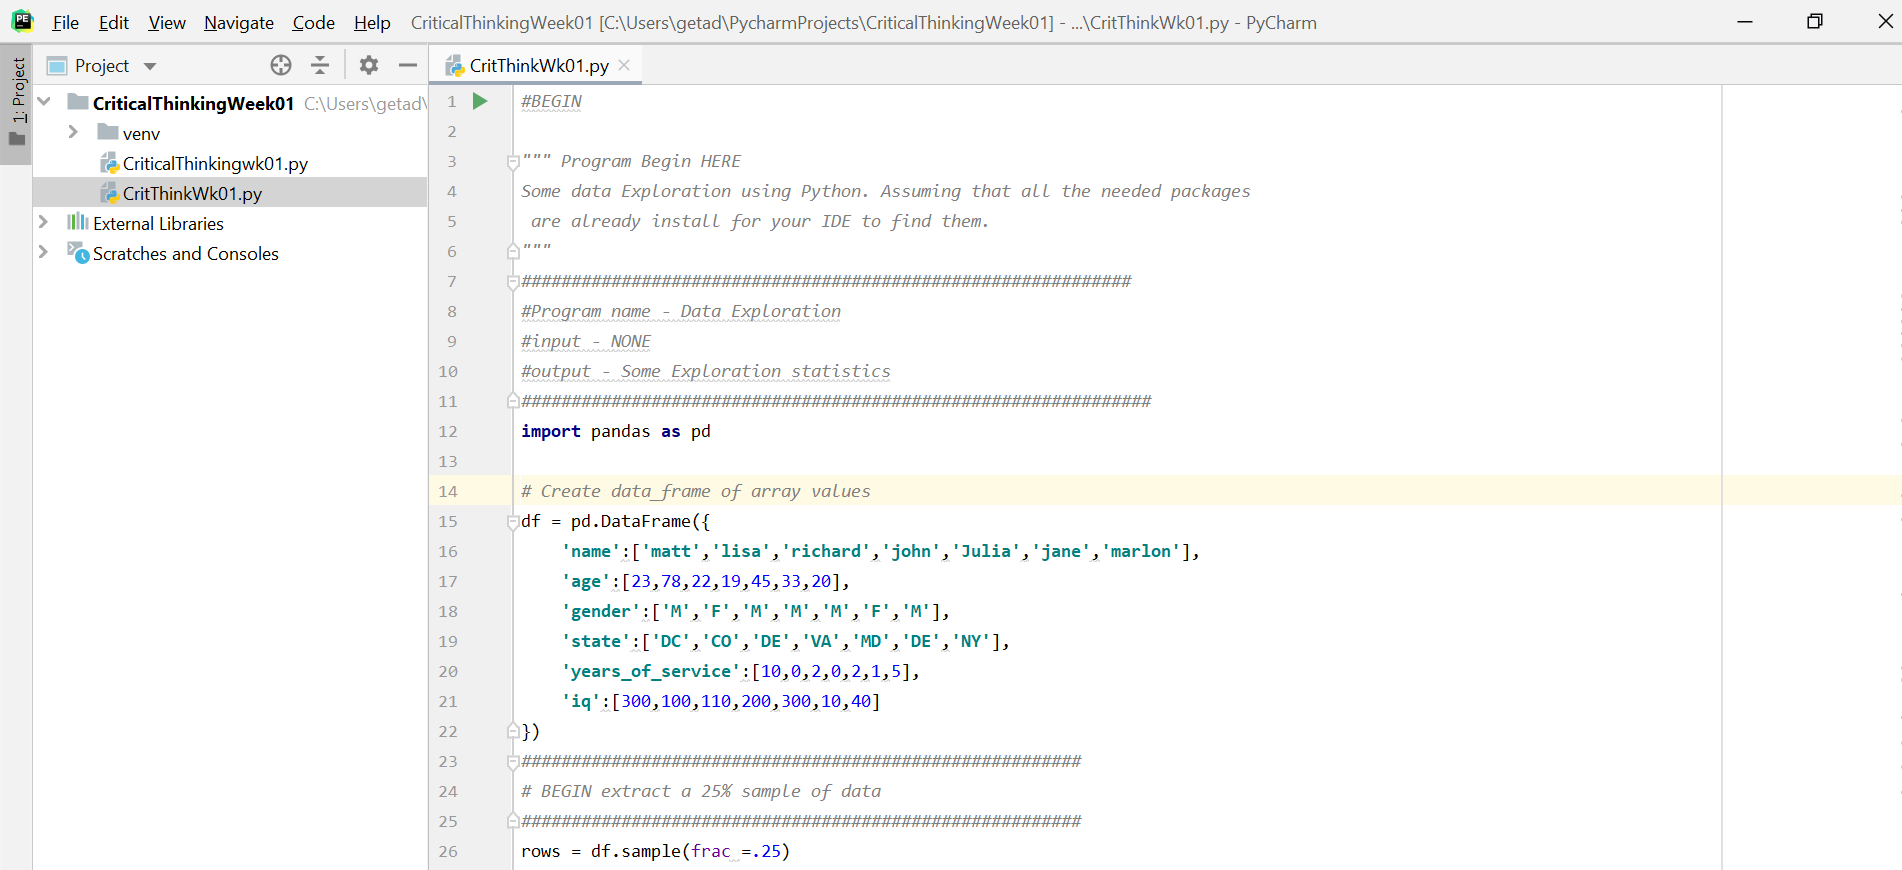 PE File Edit View Navigate Code Help CriticalThinkingWeek01 [C:\Users\getad\PycharmProjects\CriticalThinkingWeek01] - ...\CritThinkWk01.py - PyCharm
1: Project
Project
CritThinkWk01.py
CriticalThinkingWeek01 C:\Users\getad\
venv
CriticalThinkingwk01.py
CritThinkWk01.py
External Libraries
Scratches and Consoles
1 #BEGIN
2
3 """ Program Begin HERE
4 Some data Exploration using Python. Assuming that all the needed packages
5  are already install for your IDE to find them.
6 """
7 #############################################################
8 #Program name - Data Exploration
9 #input - NONE
10 #output - Some Exploration statistics
11 ###############################################################
12 import pandas as pd
13
14 # Create data_frame of array values
15 df = pd.DataFrame({
16     'name':['matt','lisa','richard','john','Julia','jane','marlon'],
17     'age':[23,78,22,19,45,33,20],
18     'gender':['M','F','M','M','M','F','M'],
19     'state':['DC','CO','DE','VA','MD','DE','NY'],
20     'years_of_service':[10,0,2,0,2,1,5],
21     'iq':[300,100,110,200,300,10,40]
22 })
23 ########################################################
24 # BEGIN extract a 25% sample of data
25 ########################################################
26 rows = df.sample(frac =.25)